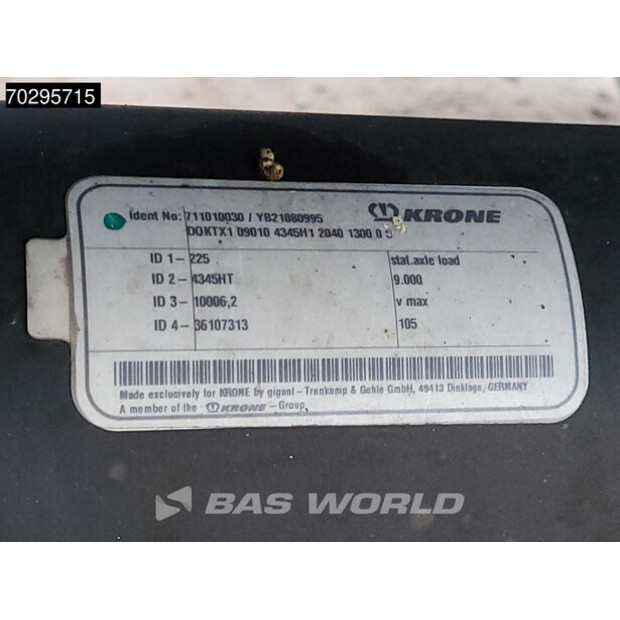 70295715
Ident No: 711010030 / YB21080995
KRONE
DQKTX1 09010 4345H1 2040 1300 0
ID 1- 225
stat.axle load
ID 2- 4345HT
9.000
ID 3- 10006,2
v max
ID 4- 36107313
105
Made exclusively for KRONE by gigant - Trenkamp & Gehle GmbH, 49413 Dinklage, GERMANY
A member of the KRONE - Group.
BAS WORLD